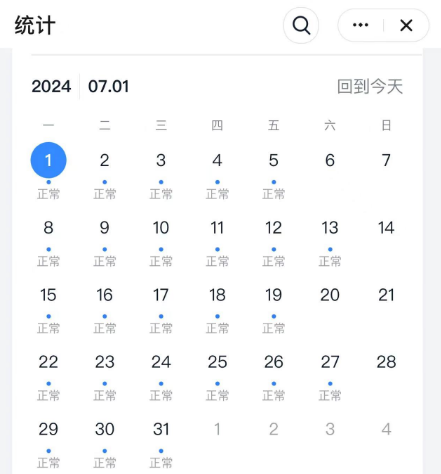 统计
2024 07.01 回到今天
一 二 三 四 五 六 日
1 2 3 4 5 6 7
正常 正常 正常 正常 正常
8 9 10 11 12 13 14
正常 正常 正常 正常 正常 正常
15 16 17 18 19 20 21
正常 正常 正常 正常 正常
22 23 24 25 26 27 28
正常 正常 正常 正常 正常 正常
29 30 31 1 2 3 4
正常 正常 正常